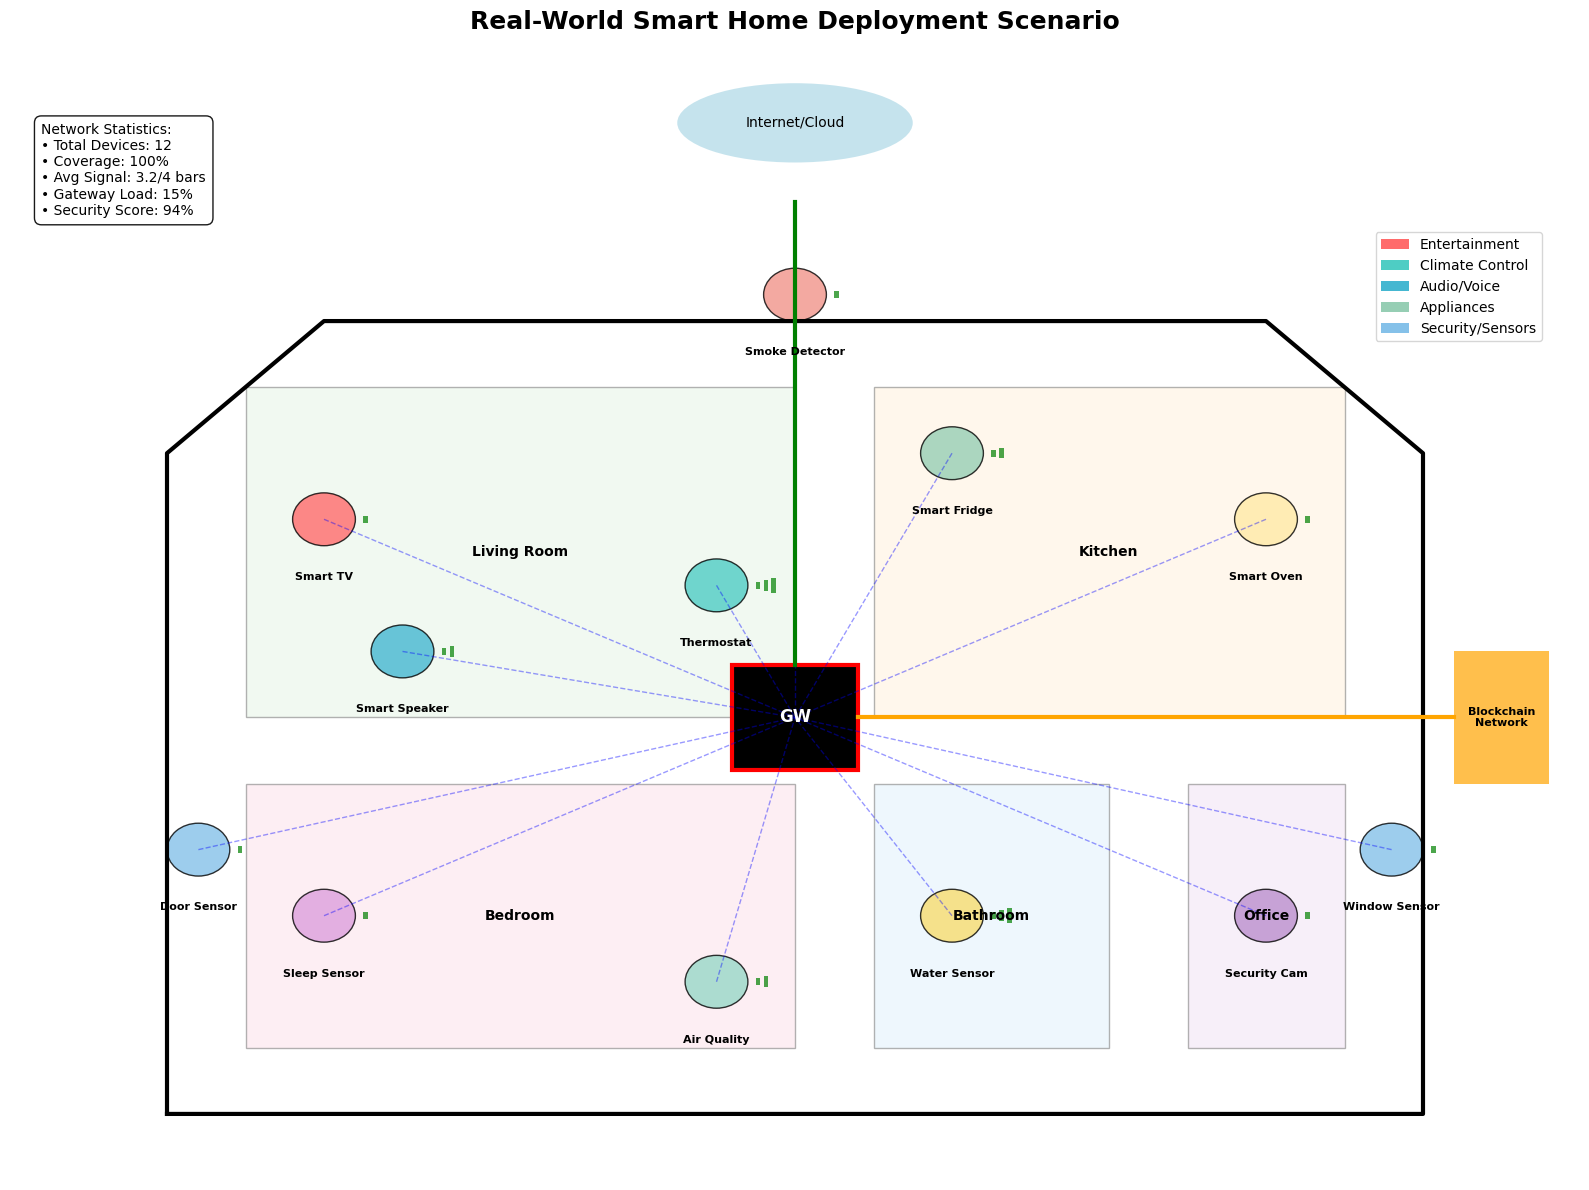 Real-World Smart Home Deployment Scenario
Internet/Cloud
Network Statistics:
• Total Devices: 12
• Coverage: 100%
• Avg Signal: 3.2/4 bars
• Gateway Load: 15%
• Security Score: 94%
Entertainment
Climate Control
Audio/Voice
Appliances
Security/Sensors
Smoke Detector
Smart Fridge
Living Room
Kitchen
Smart TV
Smart Oven
Thermostat
Smart Speaker
GW
Blockchain
Network
Door Sensor
Window Sensor
Bedroom
Bathroom
Office
Sleep Sensor
Water Sensor
Security Cam
Air Quality